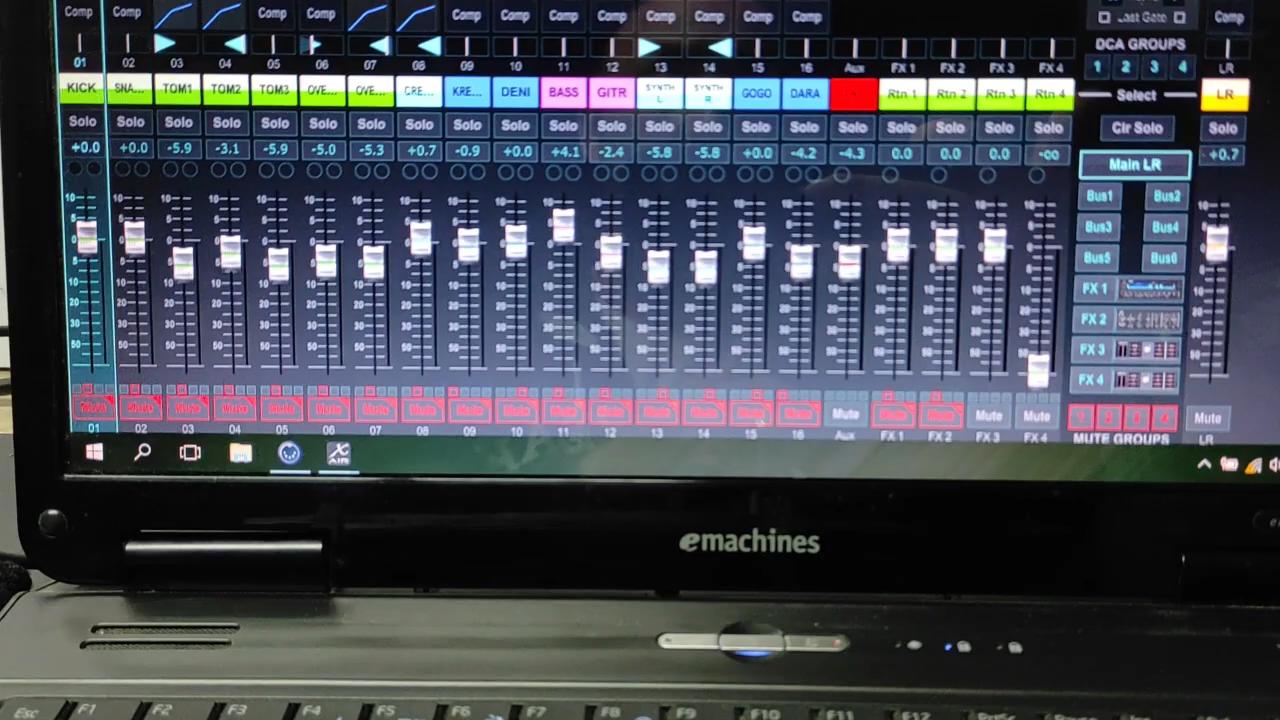 Comp Comp Comp Comp Comp Comp Comp Comp Comp Comp Comp Comp Comp
01 02 03 04 05 06 07 08 09 10 11 12 13 14 15 16 Aux FX 1 FX 2 FX 3 FX 4 LR
DCA GROUPS
1 2 3 4
KICK SNA... TOM1 TOM2 TOM3 OVE... OVE... CRE... KRE... DENI BASS GITR SYNTH L SYNTH R GOGO DARA Rtn 1 Rtn 2 Rtn 3 Rtn 4 Select LR
Solo Solo Solo Solo Solo Solo Solo Solo Solo Solo Solo Solo Solo Solo Solo Solo Solo Solo Solo Solo Solo Clr Solo Solo
+0.0 +0.0 -5.9 -3.1 -5.9 -5.0 -5.3 +0.7 -0.9 +0.0 +4.1 -2.4 -5.8 -5.8 +0.0 -4.2 -4.3 0.0 0.0 0.0 -oo +0.7
Main LR
Bus1 Bus2
Bus3 Bus4
Bus5 Bus6
FX 1
FX 2
FX 3
FX 4
Mute Mute Mute Mute Mute Mute Mute Mute Mute Mute Mute Mute Mute Mute Mute Mute Mute Mute Mute Mute Mute 1 2 3 4 Mute
01 02 03 04 05 06 07 08 09 10 11 12 13 14 15 16 Aux FX 1 FX 2 FX 3 FX 4 MUTE GROUPS LR
X AIR
emachines
Esc F1 F2 F3 F4 F5 F6 F7 F8 F9 F10 F11 F12